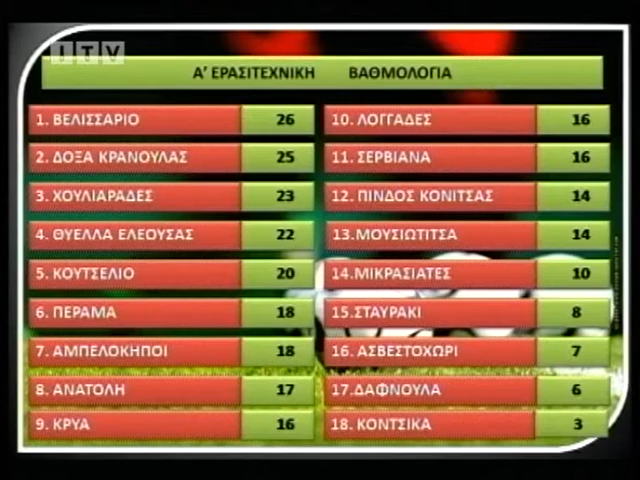 ITV
Α' ΕΡΑΣΙΤΕΧΝΙΚΗ ΒΑΘΜΟΛΟΓΙΑ
1. ΒΕΛΙΣΣΑΡΙΟ 26
2. ΔΟΞΑ ΚΡΑΝΟΥΛΑΣ 25
3. ΧΟΥΛΙΑΡΑΔΕΣ 23
4. ΘΥΕΛΛΑ ΕΛΕΟΥΣΑΣ 22
5. ΚΟΥΤΣΕΛΙΟ 20
6. ΠΕΡΑΜΑ 18
7. ΑΜΠΕΛΟΚΗΠΟΙ 18
8. ΑΝΑΤΟΛΗ 17
9. ΚΡΥΑ 16
10. ΛΟΓΓΑΔΕΣ 16
11. ΣΕΡΒΙΑΝΑ 16
12. ΠΙΝΔΟΣ ΚΟΝΙΤΣΑΣ 14
13.ΜΟΥΣΙΩΤΙΤΣΑ 14
14.ΜΙΚΡΑΣΙΑΤΕΣ 10
15.ΣΤΑΥΡΑΚΙ 8
16. ΑΣΒΕΣΤΟΧΩΡΙ 7
17.ΔΑΦΝΟΥΛΑ 6
18. ΚΟΝΤΣΙΚΑ 3